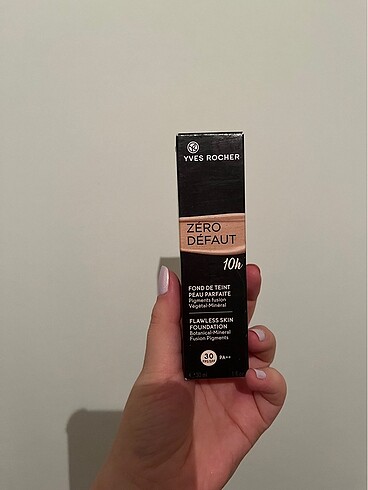 YVES ROCHER
ZÉRO
DÉFAUT
10h
FOND DE TEINT
PEAU PARFAITE
Pigments fusion
Végétal-Minéral
FLAWLESS SKIN
FOUNDATION
Botanical-Mineral
Fusion Pigments
30
PA++